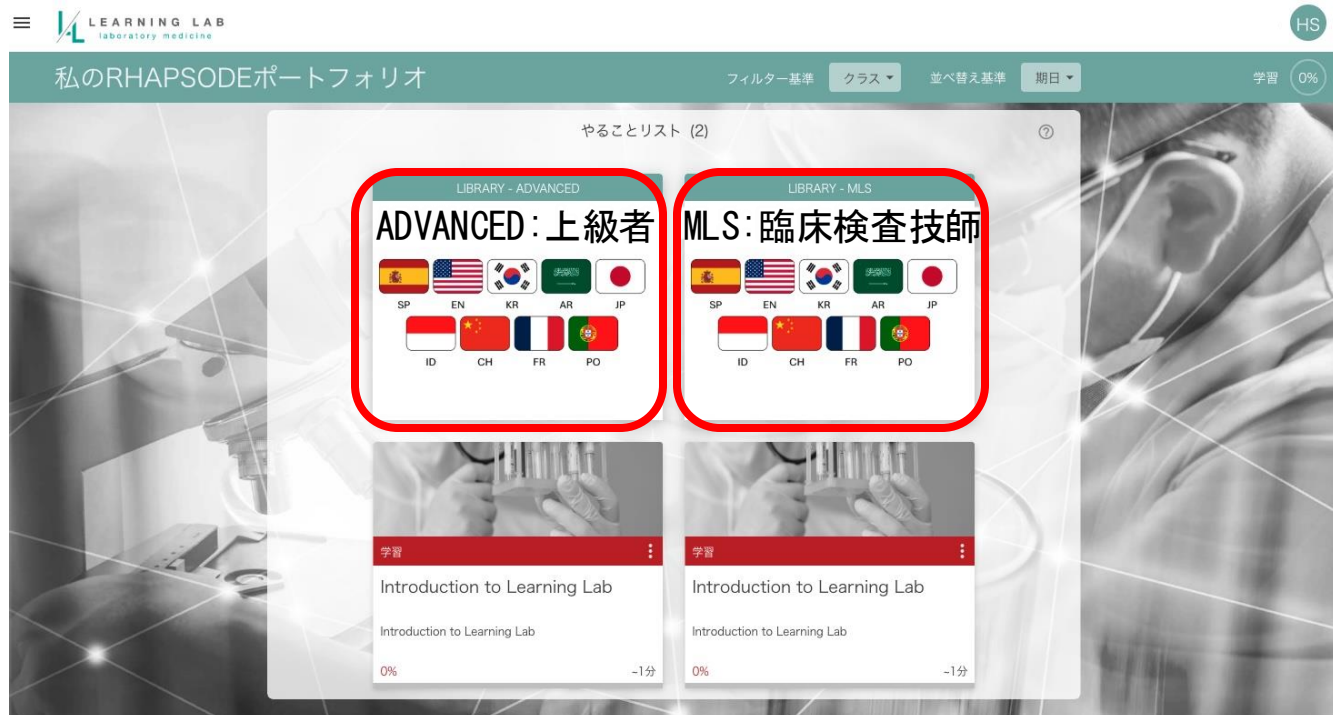 LEARNING LAB
laboratory medicine
HS
私のRHAPSODEポートフォリオ
フィルター基準 クラス 並べ替え基準 期日 学習 0%
やることリスト (2)
LIBRARY - ADVANCED
ADVANCED:上級者
SP EN KR AR JP
ID CH FR PO
LIBRARY - MLS
MLS:臨床検査技師
SP EN KR AR JP
ID CH FR PO
学習
Introduction to Learning Lab
Introduction to Learning Lab
0% ~1分
学習
Introduction to Learning Lab
Introduction to Learning Lab
0% ~1分